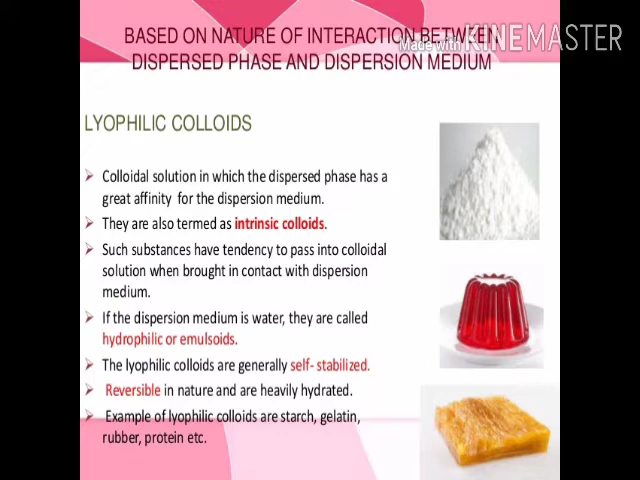 BASED ON NATURE OF INTERACTION BETWEEN
Made with KINEMASTER
DISPERSED PHASE AND DISPERSION MEDIUM
LYOPHILIC COLLOIDS
Colloidal solution in which the dispersed phase has a
great affinity for the dispersion medium.
They are also termed as intrinsic colloids.
Such substances have tendency to pass into colloidal
solution when brought in contact with dispersion
medium.
If the dispersion medium is water, they are called
hydrophilic or emulsoids.
The lyophilic colloids are generally self- stabilized.
Reversible in nature and are heavily hydrated.
Example of lyophilic colloids are starch, gelatin,
rubber, protein etc.